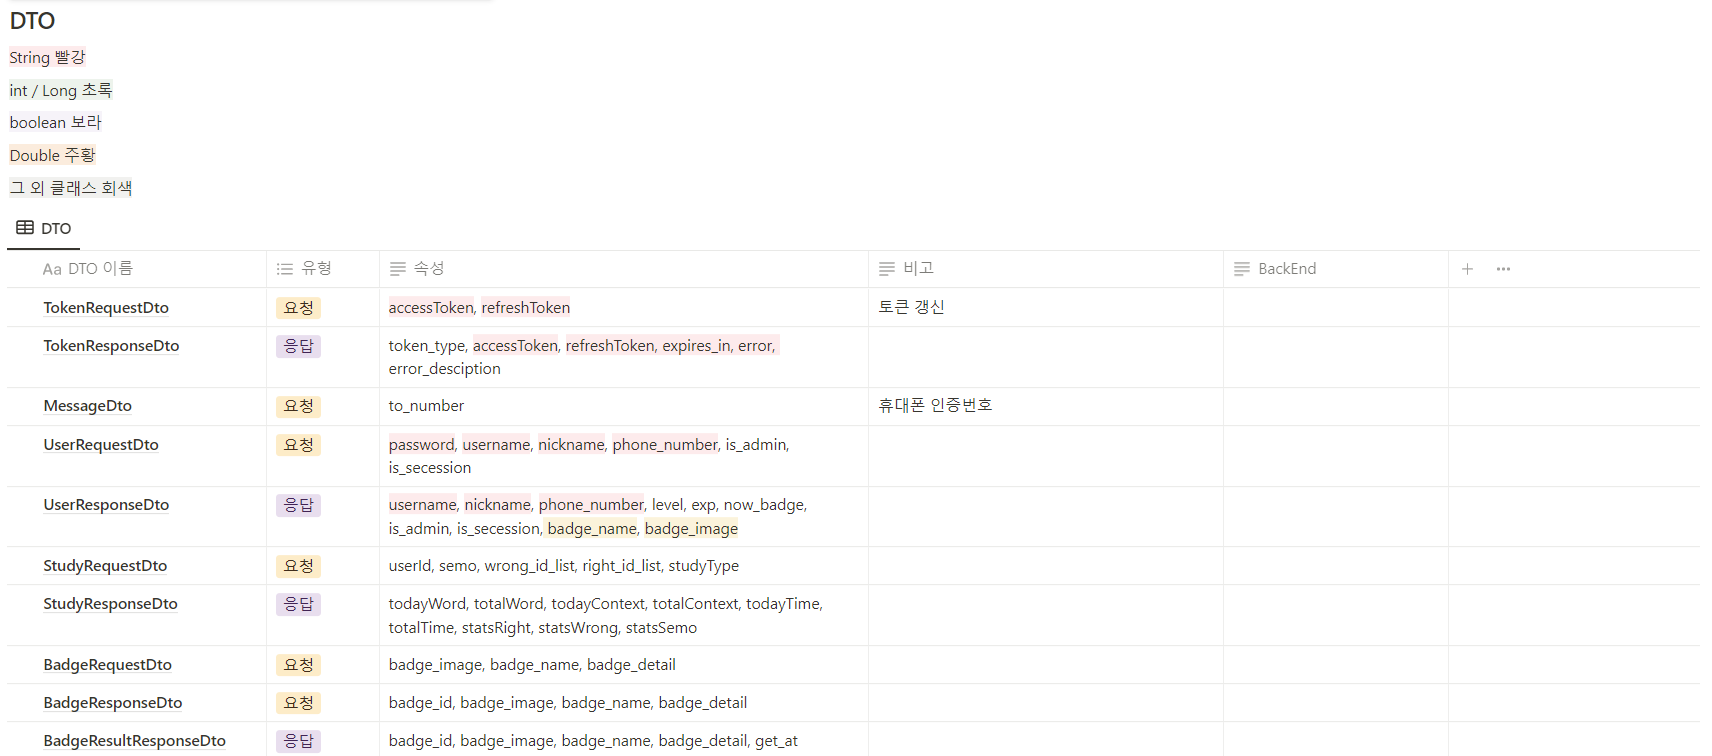 DTO
String 빨강
int / Long 초록
boolean 보라
Double 주황
그 외 클래스 회색
DTO
Aa DTO 이름 유형 속성 비고 BackEnd
TokenRequestDto 요청 accessToken, refreshToken 토큰 갱신
TokenResponseDto 응답 token_type, accessToken, refreshToken, expires_in, error,
error_desciption
MessageDto 요청 to_number 휴대폰 인증번호
UserRequestDto 요청 password, username, nickname, phone_number, is_admin,
is_secession
UserResponseDto 응답 username, nickname, phone_number, level, exp, now_badge,
is_admin, is_secession, badge_name, badge_image
StudyRequestDto 요청 userId, semo, wrong_id_list, right_id_list, studyType
StudyResponseDto 응답 todayWord, totalWord, todayContext, totalContext, todayTime,
totalTime, statsRight, statsWrong, statsSemo
BadgeRequestDto 요청 badge_image, badge_name, badge_detail
BadgeResponseDto 요청 badge_id, badge_image, badge_name, badge_detail
BadgeResultResponseDto 응답 badge_id, badge_image, badge_name, badge_detail, get_at